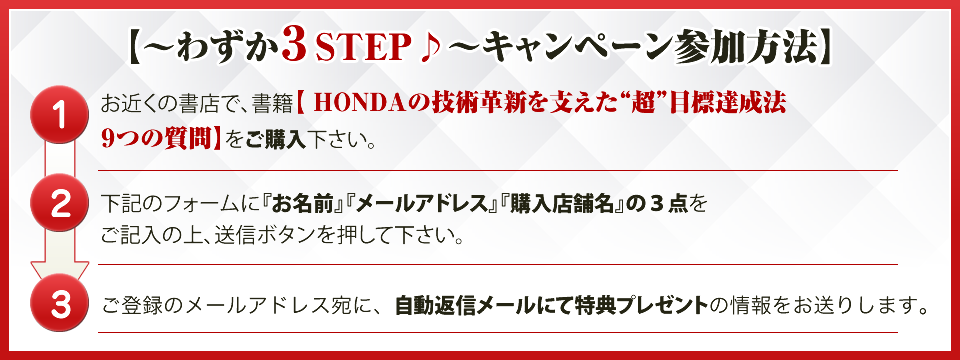 【～わずか3 STEP♪～キャンペーン参加方法】
1 お近くの書店で、書籍【 HONDAの技術革新を支えた“超”目標達成法
9つの質問】をご購入下さい。
2 下記のフォームに『お名前』『メールアドレス』『購入店舗名』の３点を
ご記入の上、送信ボタンを押して下さい。
3 ご登録のメールアドレス宛に、自動返信メールにて特典プレゼントの情報をお送りします。